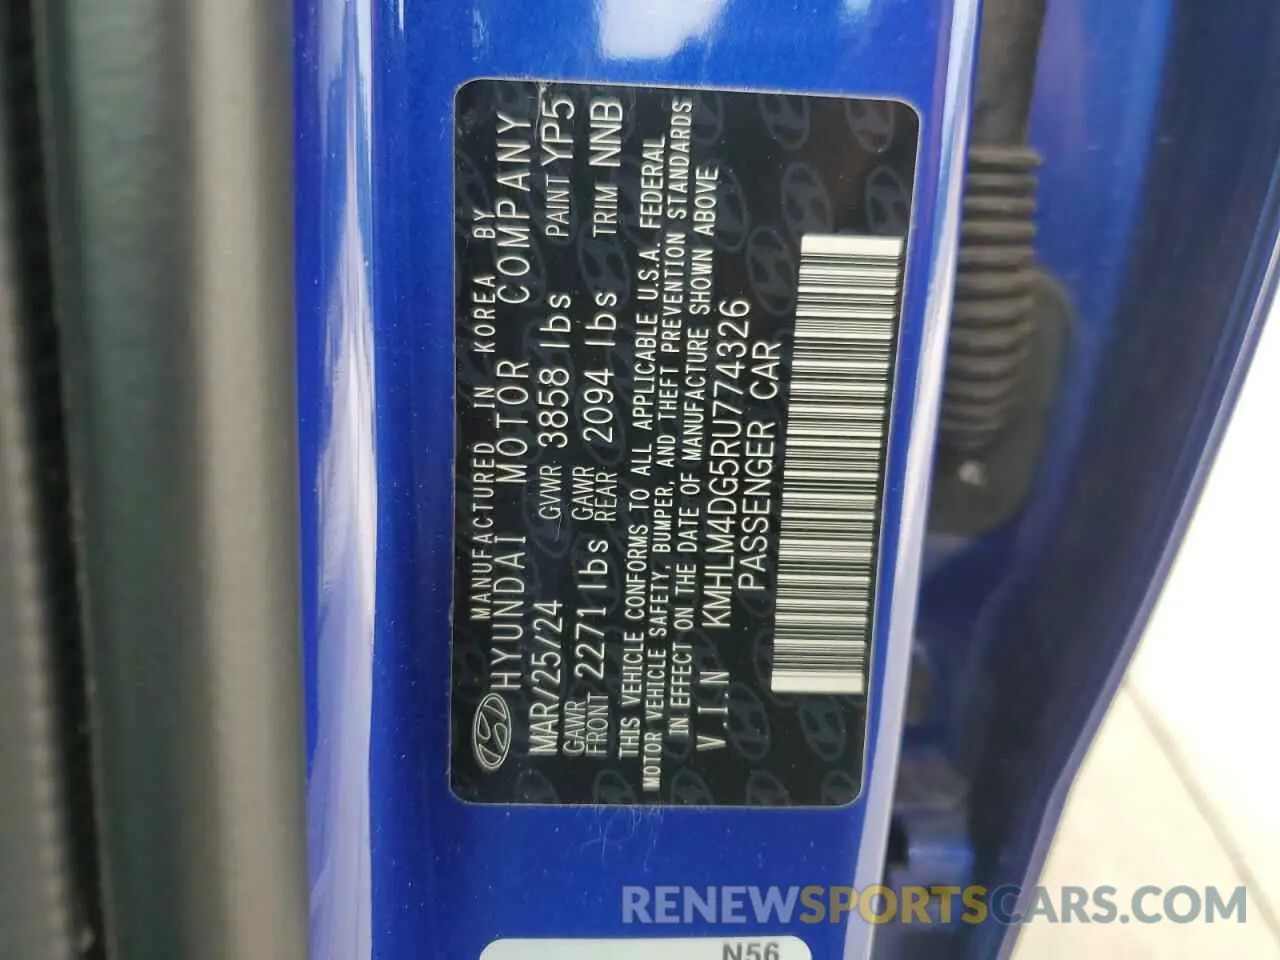 MANUFACTURED IN KOREA BY
HYUNDAI MOTOR COMPANY
MAR/25/24 GVWR 3858 lbs PAINT YP5
GAWR FRONT 2271 lbs GAWR REAR 2094 lbs TRIM NNB
THIS VEHICLE CONFORMS TO ALL APPLICABLE U.S.A. FEDERAL
MOTOR VEHICLE SAFETY, BUMPER, AND THEFT PREVENTION STANDARDS
IN EFFECT ON THE DATE OF MANUFACTURE SHOWN ABOVE
V.I.N KMHLM4DG5RU774326
PASSENGER CAR
N56
RENEWSPORTSCARS.COM